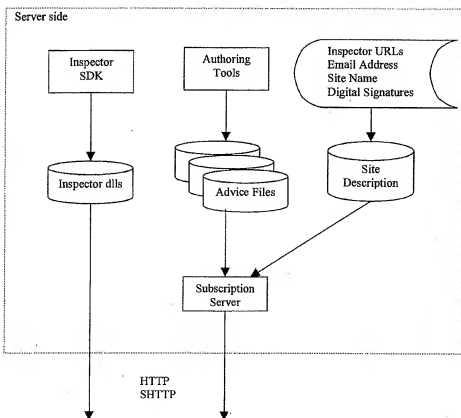 Server side
Inspector
SDK
Authoring
Tools
Inspector URLs
Email Address
Site Name
Digital Signatures
Inspector dlls
Advice Files
Site
Description
Subscription
Server
HTTP
SHTTP